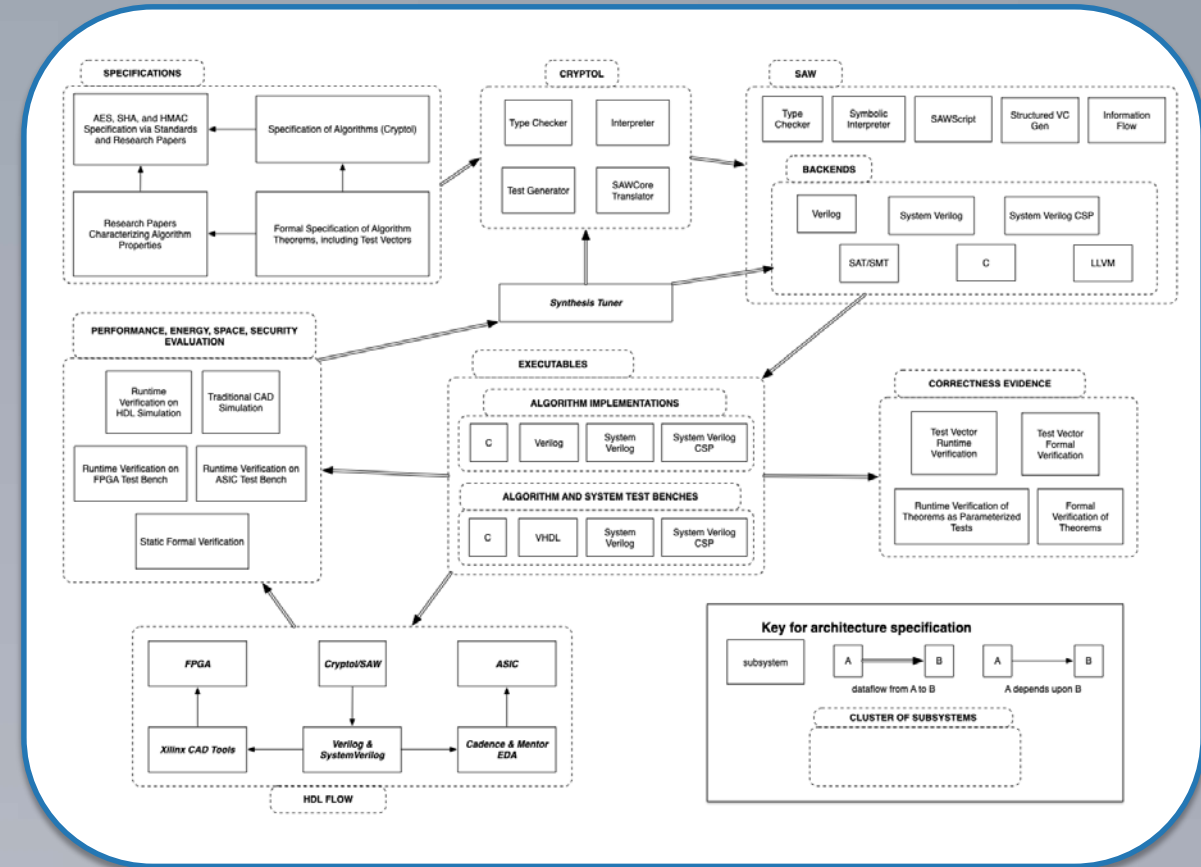 SPECIFICATIONS
AES, SHA, and HMAC
Specification via Standards
and Research Papers
Specification of Algorithms (Cryptol)
Research Papers
Characterizing Algorithm
Properties
Formal Specification of Algorithm
Theorems, including Test Vectors
CRYPTOL
Type Checker
Interpreter
Test Generator
SAWCore
Translator
SAW
Type
Checker
Symbolic
Interpreter
SAWScript
Structured VC
Gen
Information
Flow
BACKENDS
Verilog
System Verilog
System Verilog CSP
SAT/SMT
C
LLVM
Synthesis Tuner
PERFORMANCE, ENERGY, SPACE, SECURITY
EVALUATION
Runtime
Verification on
HDL Simulation
Traditional CAD
Simulation
Runtime Verification on
FPGA Test Bench
Runtime Verification on
ASIC Test Bench
Static Formal Verification
EXECUTABLES
ALGORITHM IMPLEMENTATIONS
C
Verilog
System
Verilog
System Verilog
CSP
ALGORITHM AND SYSTEM TEST BENCHES
C
VHDL
System
Verilog
System Verilog
CSP
CORRECTNESS EVIDENCE
Test Vector
Runtime
Verification
Test Vector
Formal
Verification
Runtime Verification of
Theorems as Parameterized
Tests
Formal
Verification of
Theorems
FPGA
Cryptol/SAW
ASIC
Xilinx CAD Tools
Verilog &
SystemVerilog
Cadence & Mentor
EDA
HDL FLOW
Key for architecture specification
subsystem
A
B
dataflow from A to B
A
B
A depends upon B
CLUSTER OF SUBSYSTEMS